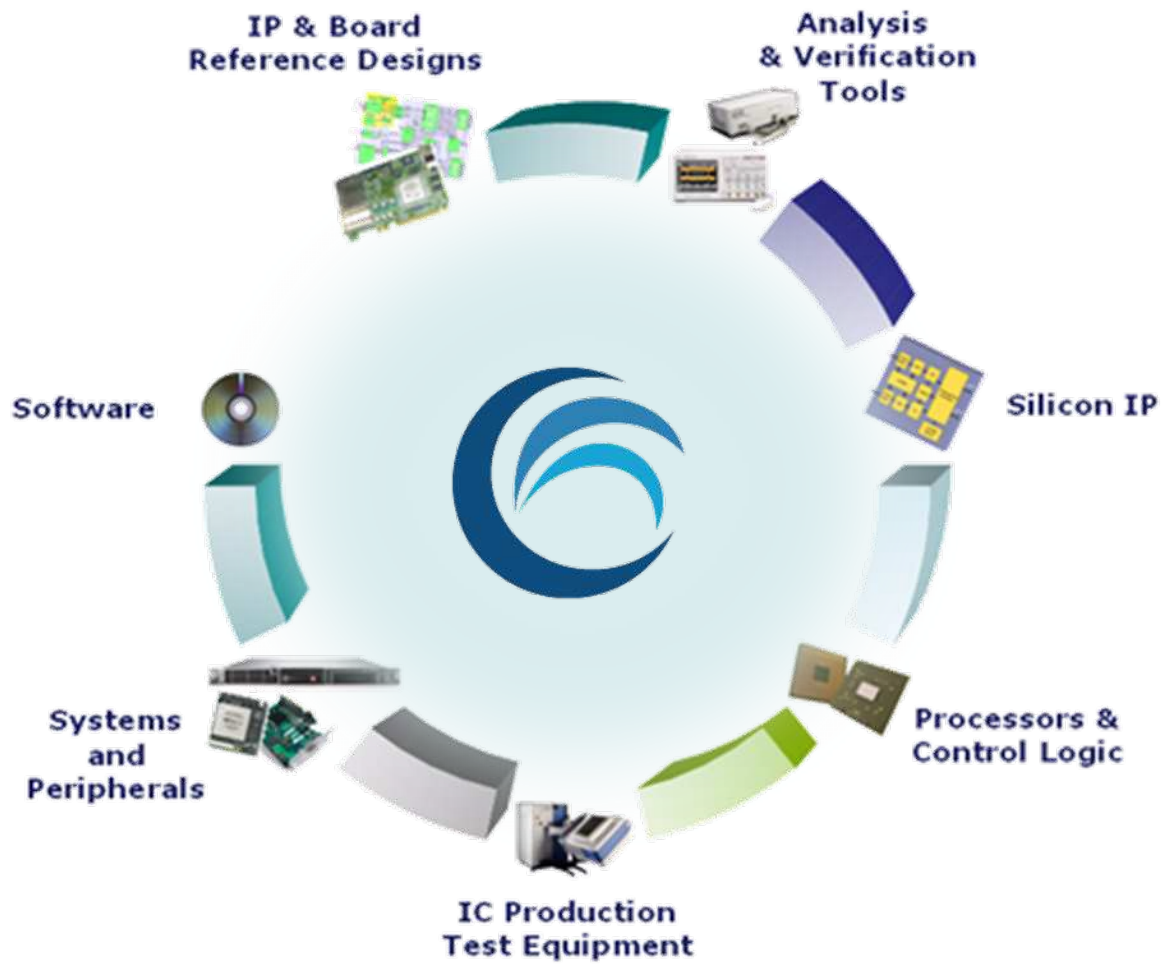 IP & Board
Reference Designs
Analysis
& Verification
Tools
Software
Silicon IP
Systems
and
Peripherals
Processors &
Control Logic
IC Production
Test Equipment